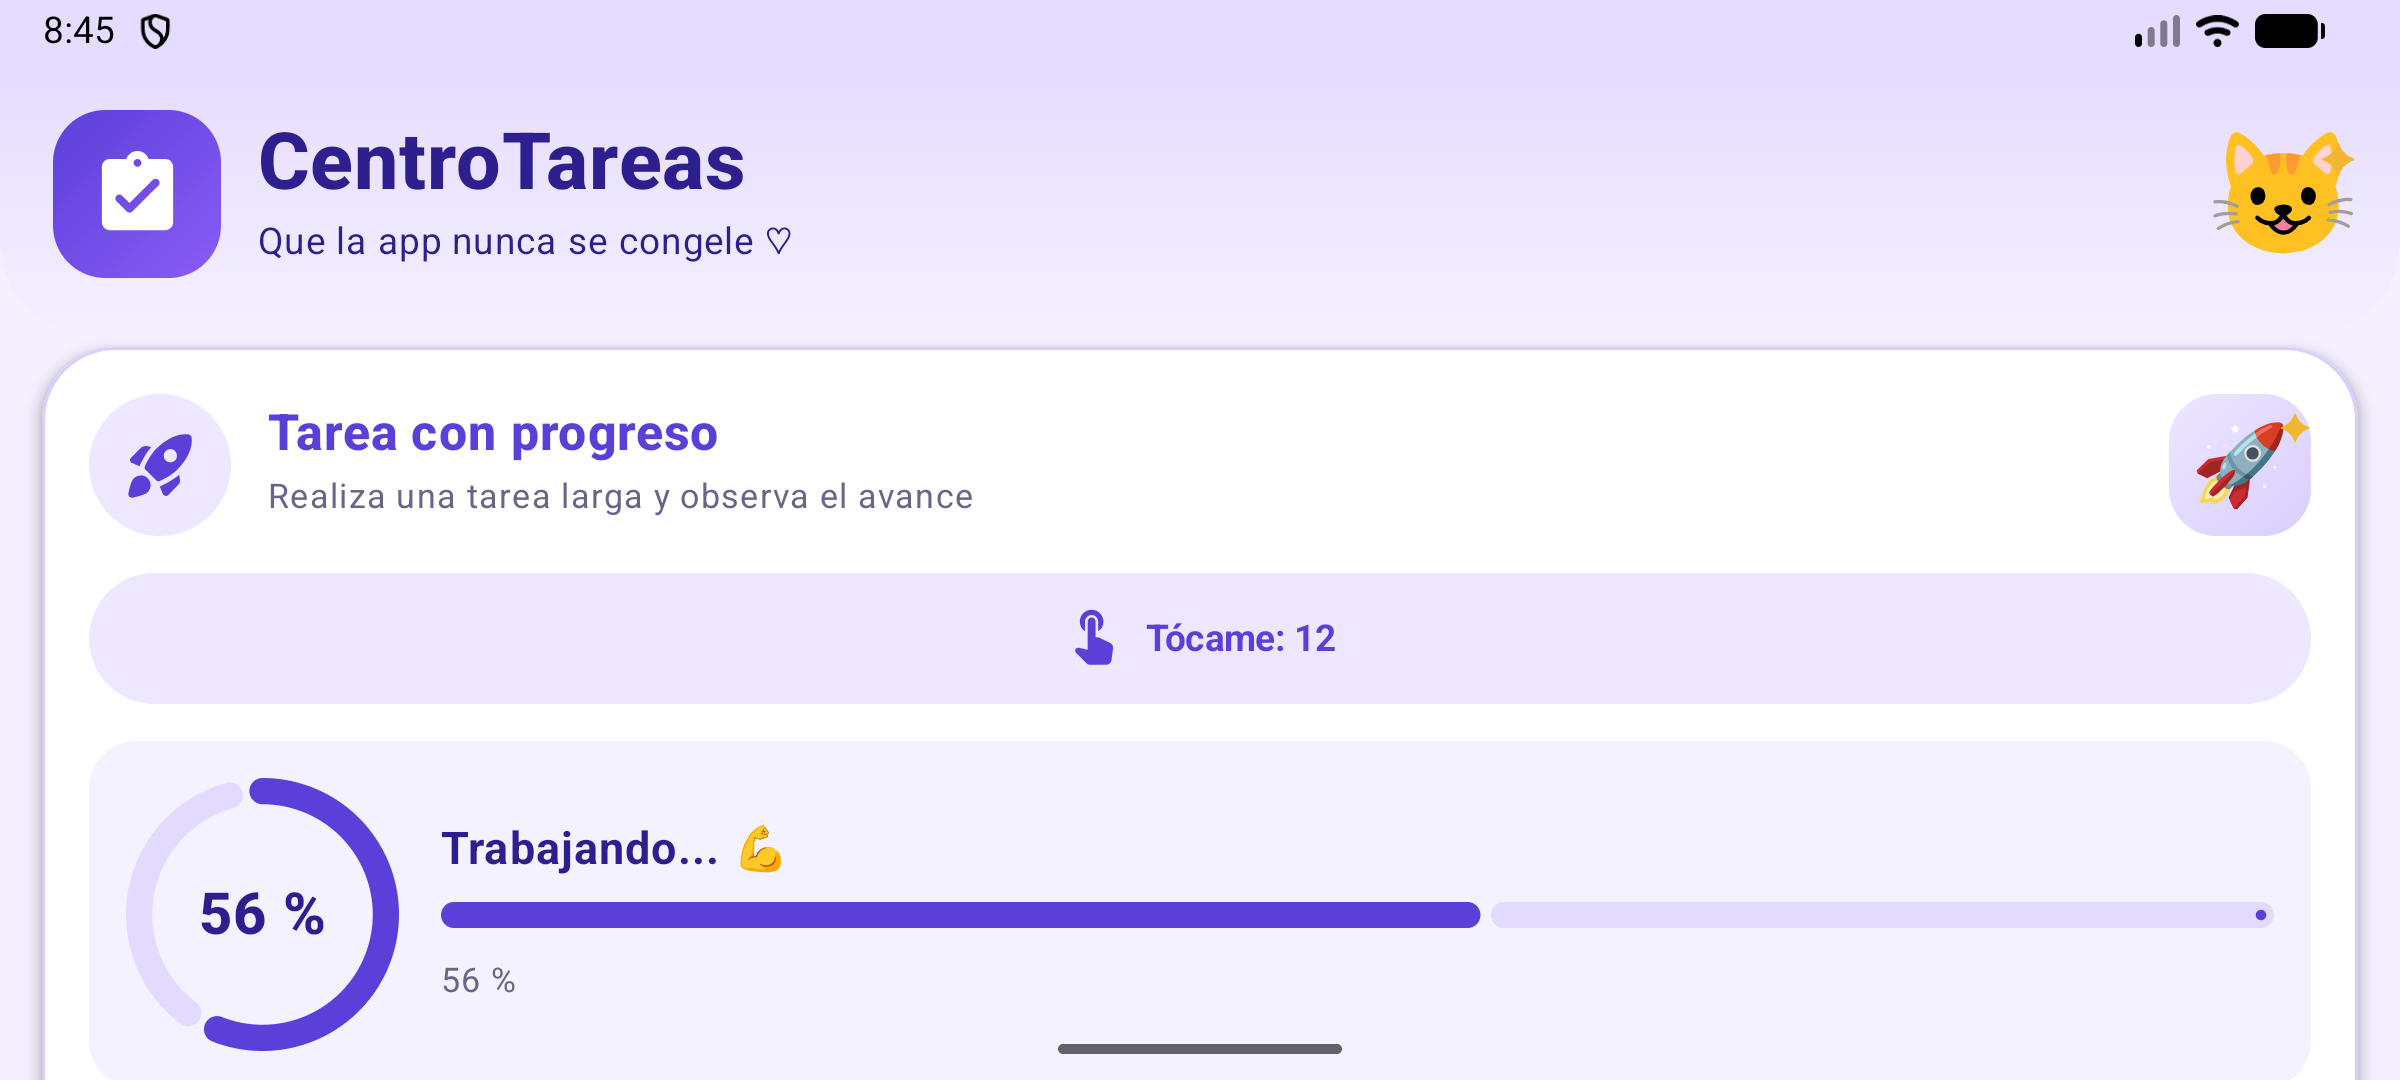 8:45
CentroTareas
Que la app nunca se congele ♡
Tarea con progreso
Realiza una tarea larga y observa el avance
Tócame: 12
Trabajando... 💪
56 %
56 %